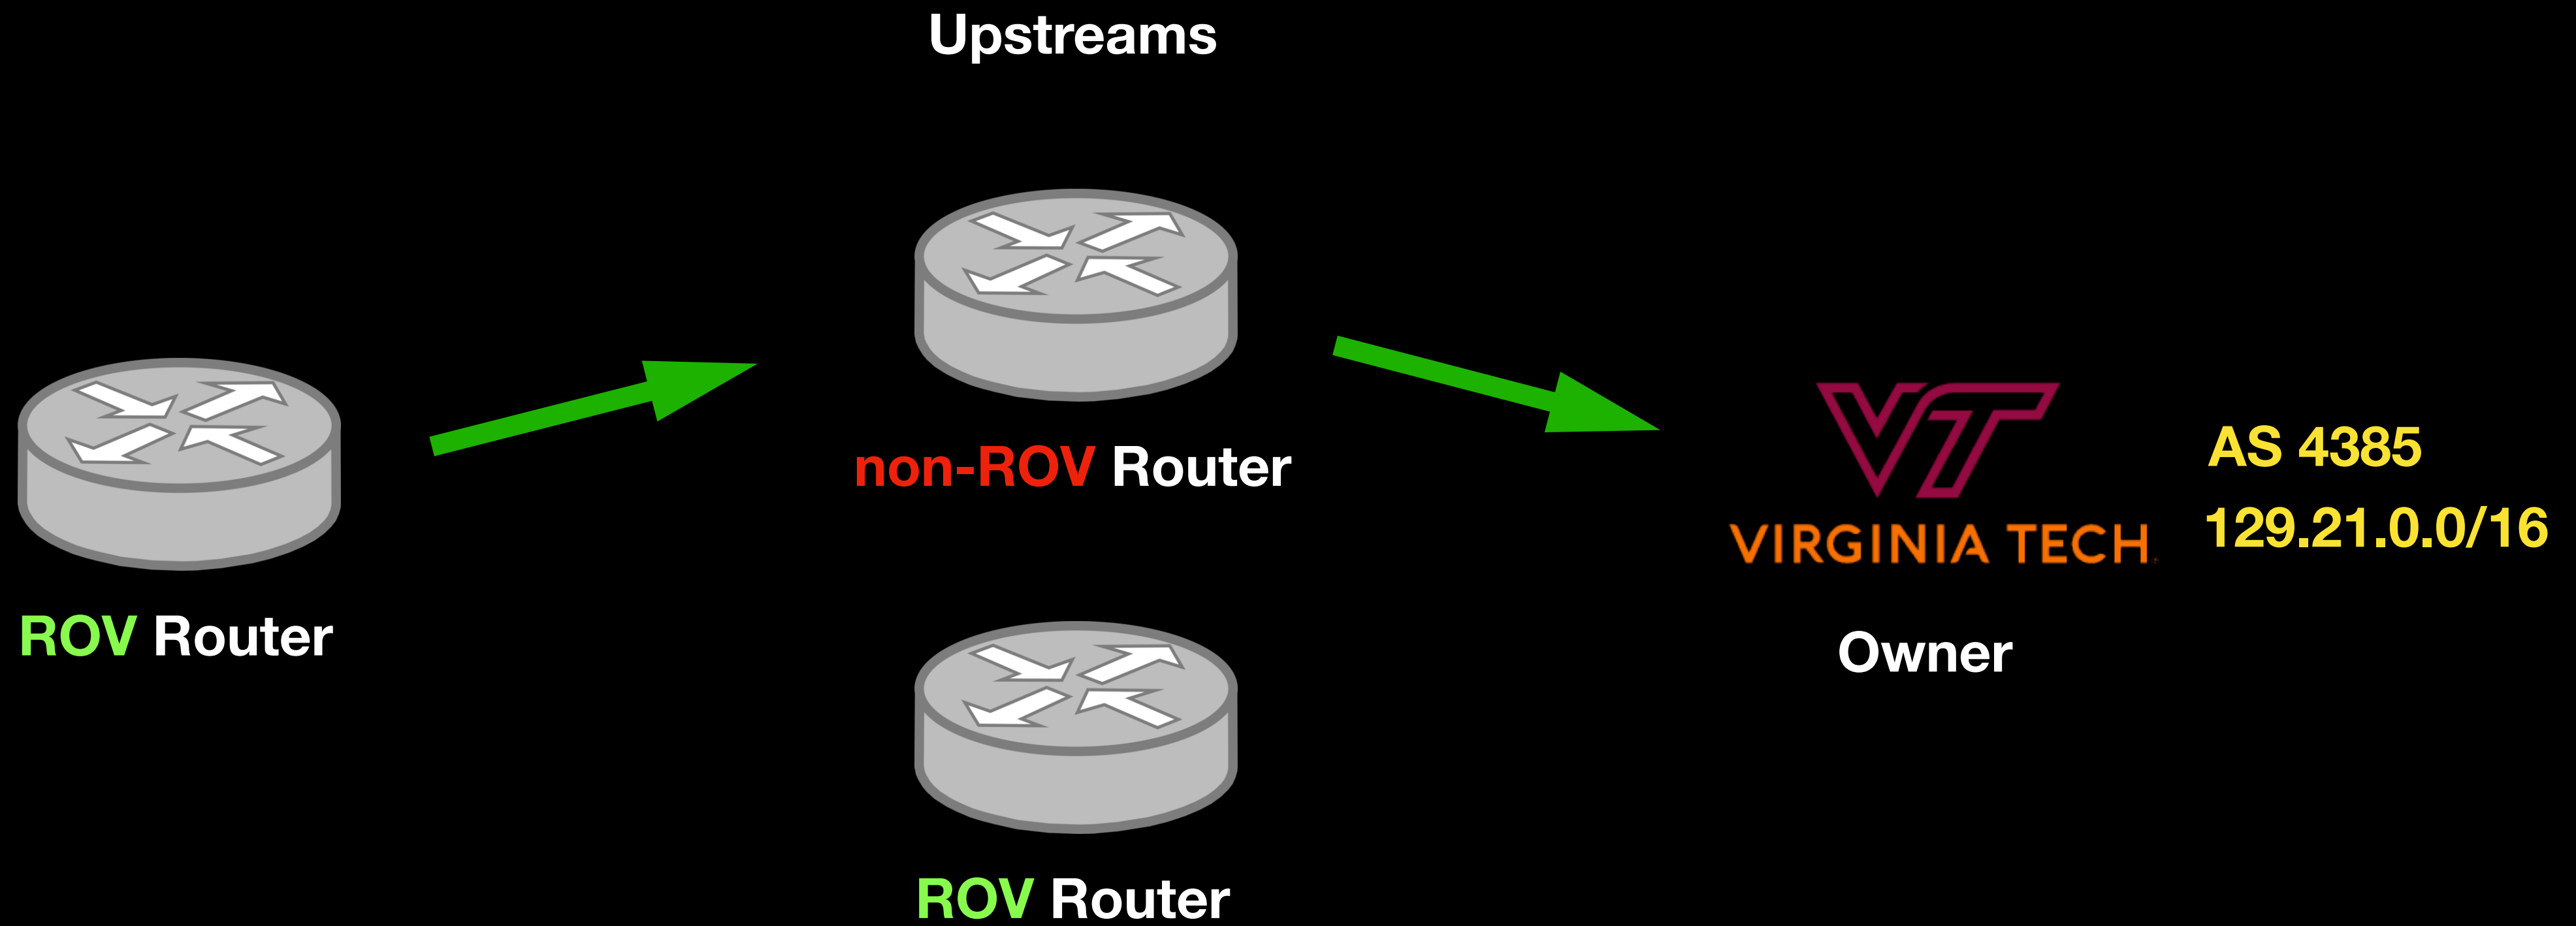 Upstreams
non-ROV Router
ROV Router
ROV Router
VIRGINIA TECH
Owner
AS 4385
129.21.0.0/16